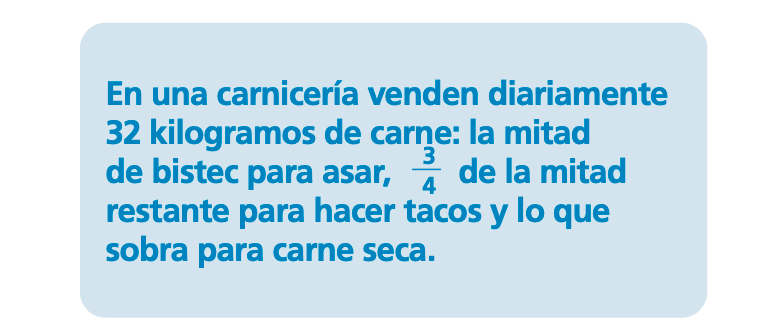 En una carnicería venden diariamente
32 kilogramos de carne: la mitad
de bistec para asar, 3/4 de la mitad
restante para hacer tacos y lo que
sobra para carne seca.